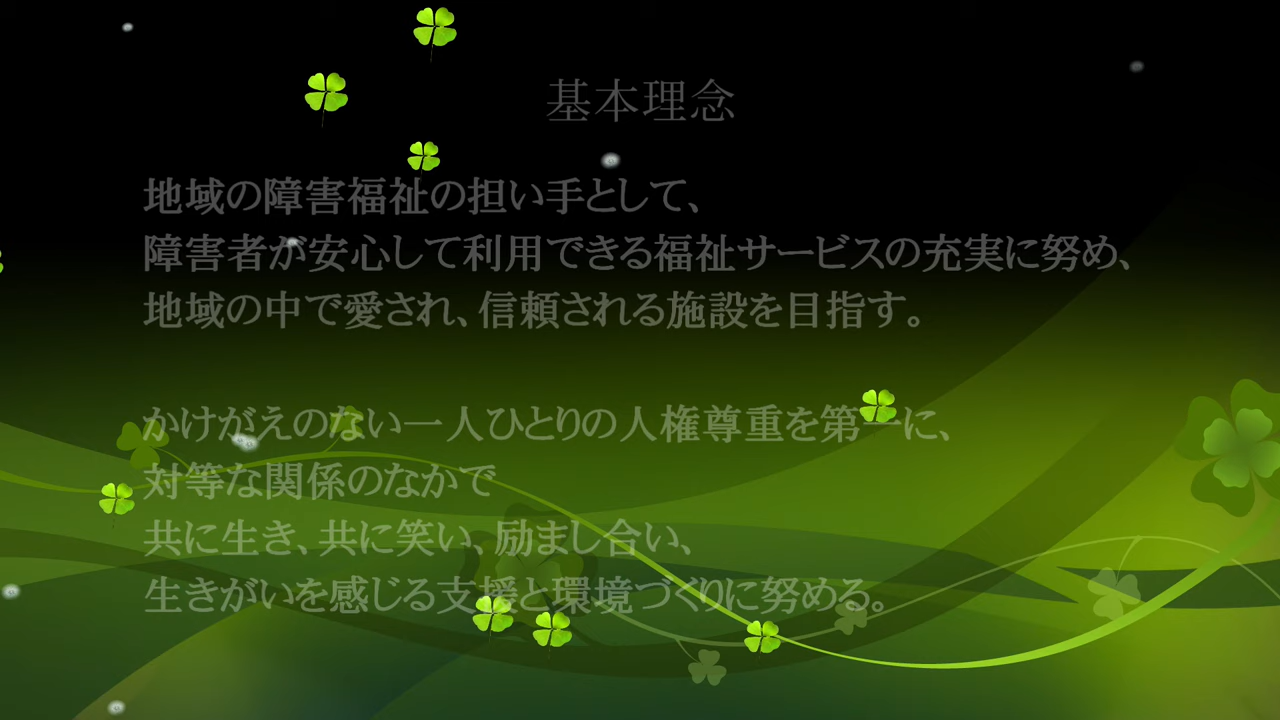 基本理念
地域の障害福祉の担い手として、
障害者が安心して利用できる福祉サービスの充実に努め、
地域の中で愛され、信頼される施設を目指す。
かけがえのない一人ひとりの人権尊重を第一に、
対等な関係のなかで
共に生き、共に笑い、励まし合い、
生きがいを感じる支援と環境づくりに努める。